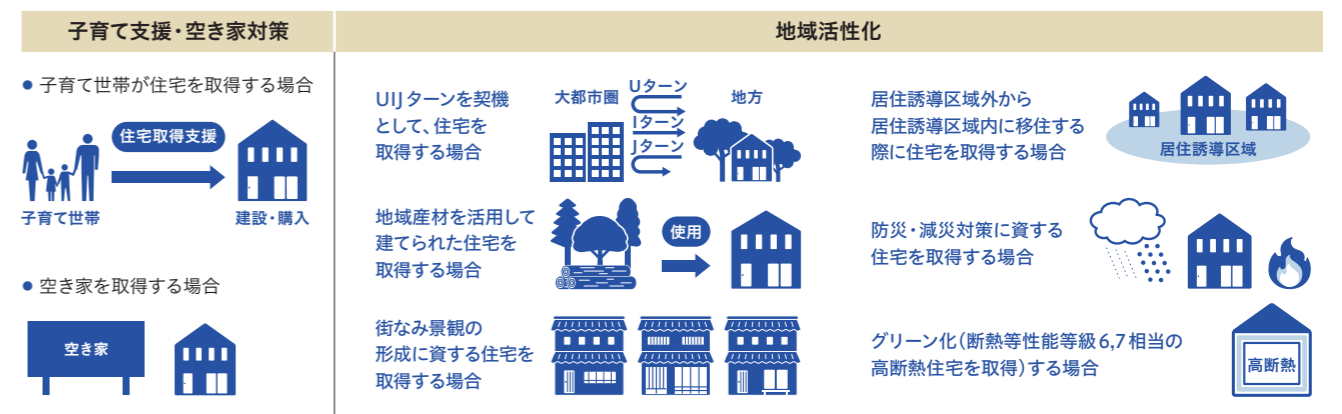 子育て支援・空き家対策
● 子育て世帯が住宅を取得する場合
住宅取得支援
子育て世帯
建設・購入
● 空き家を取得する場合
空き家
地域活性化
UIJターンを契機
として、住宅を
取得する場合
大都市圏
Uターン
Iターン
Jターン
地方
居住誘導区域外から
居住誘導区域内に移住する
際に住宅を取得する場合
居住誘導区域
地域産材を活用して
建てられた住宅を
取得する場合
使用
防災・減災対策に資する
住宅を取得する場合
街なみ景観の
形成に資する住宅を
取得する場合
グリーン化（断熱等性能等級6,7相当の
高断熱住宅を取得）する場合
高断熱